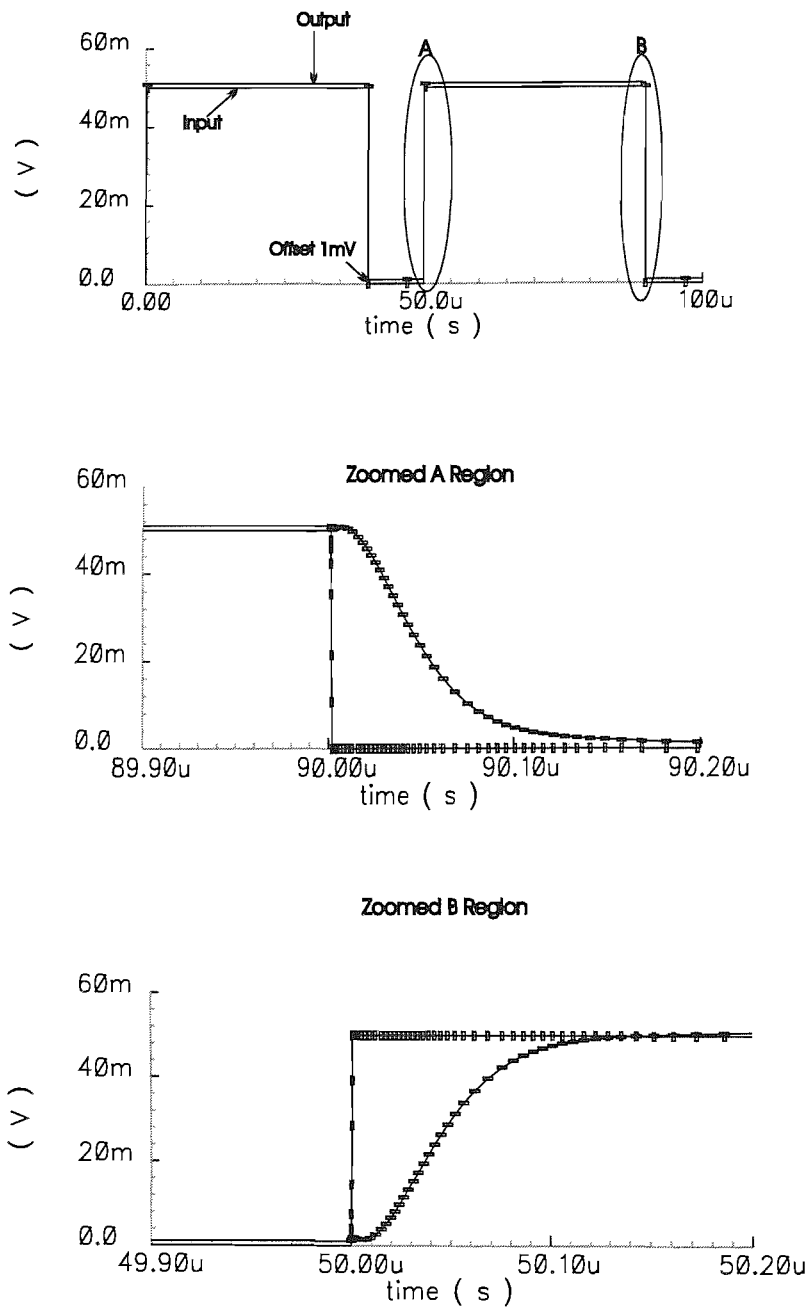 Output
A
B
60m
Input
40m
( V )
20m
Offset 1mV
0.0
0.00
50.0u
100u
time ( s )
Zoomed A Region
60m
40m
( V )
20m
0.0
89.90u
90.00u
90.10u
90.20u
time ( s )
Zoomed B Region
60m
40m
( V )
20m
0.0
49.90u
50.00u
50.10u
50.20u
time ( s )